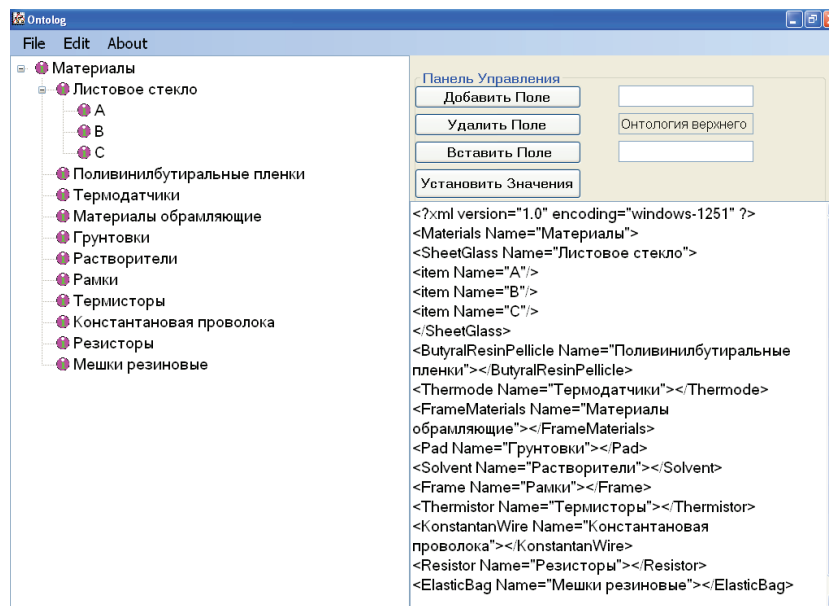 Ontolog
File Edit About
Материалы
Листовое стекло
A
B
C
Поливинилбутиральные пленки
Термодатчики
Материалы обрамляющие
Грунтовки
Растворители
Рамки
Термисторы
Константановая проволока
Резисторы
Мешки резиновые
Панель Управления
Добавить Поле
Удалить Поле Онтология верхнего
Вставить Поле
Установить Значения
<?xml version="1.0" encoding="windows-1251" ?>
<Materials Name="Материалы">
<SheetGlass Name="Листовое стекло">
<item Name="A"/>
<item Name="B"/>
<item Name="C"/>
</SheetGlass>
<ButyralResinPellicle Name="Поливинилбутиральные
пленки"></ButyralResinPellicle>
<Thermode Name="Термодатчики"></Thermode>
<FrameMaterials Name="Материалы
обрамляющие"></FrameMaterials>
<Pad Name="Грунтовки"></Pad>
<Solvent Name="Растворители"></Solvent>
<Frame Name="Рамки"></Frame>
<Thermistor Name="Термисторы"></Thermistor>
<KonstantanWire Name="Константановая
проволока"></KonstantanWire>
<Resistor Name="Резисторы"></Resistor>
<ElasticBag Name="Мешки резиновые"></ElasticBag>